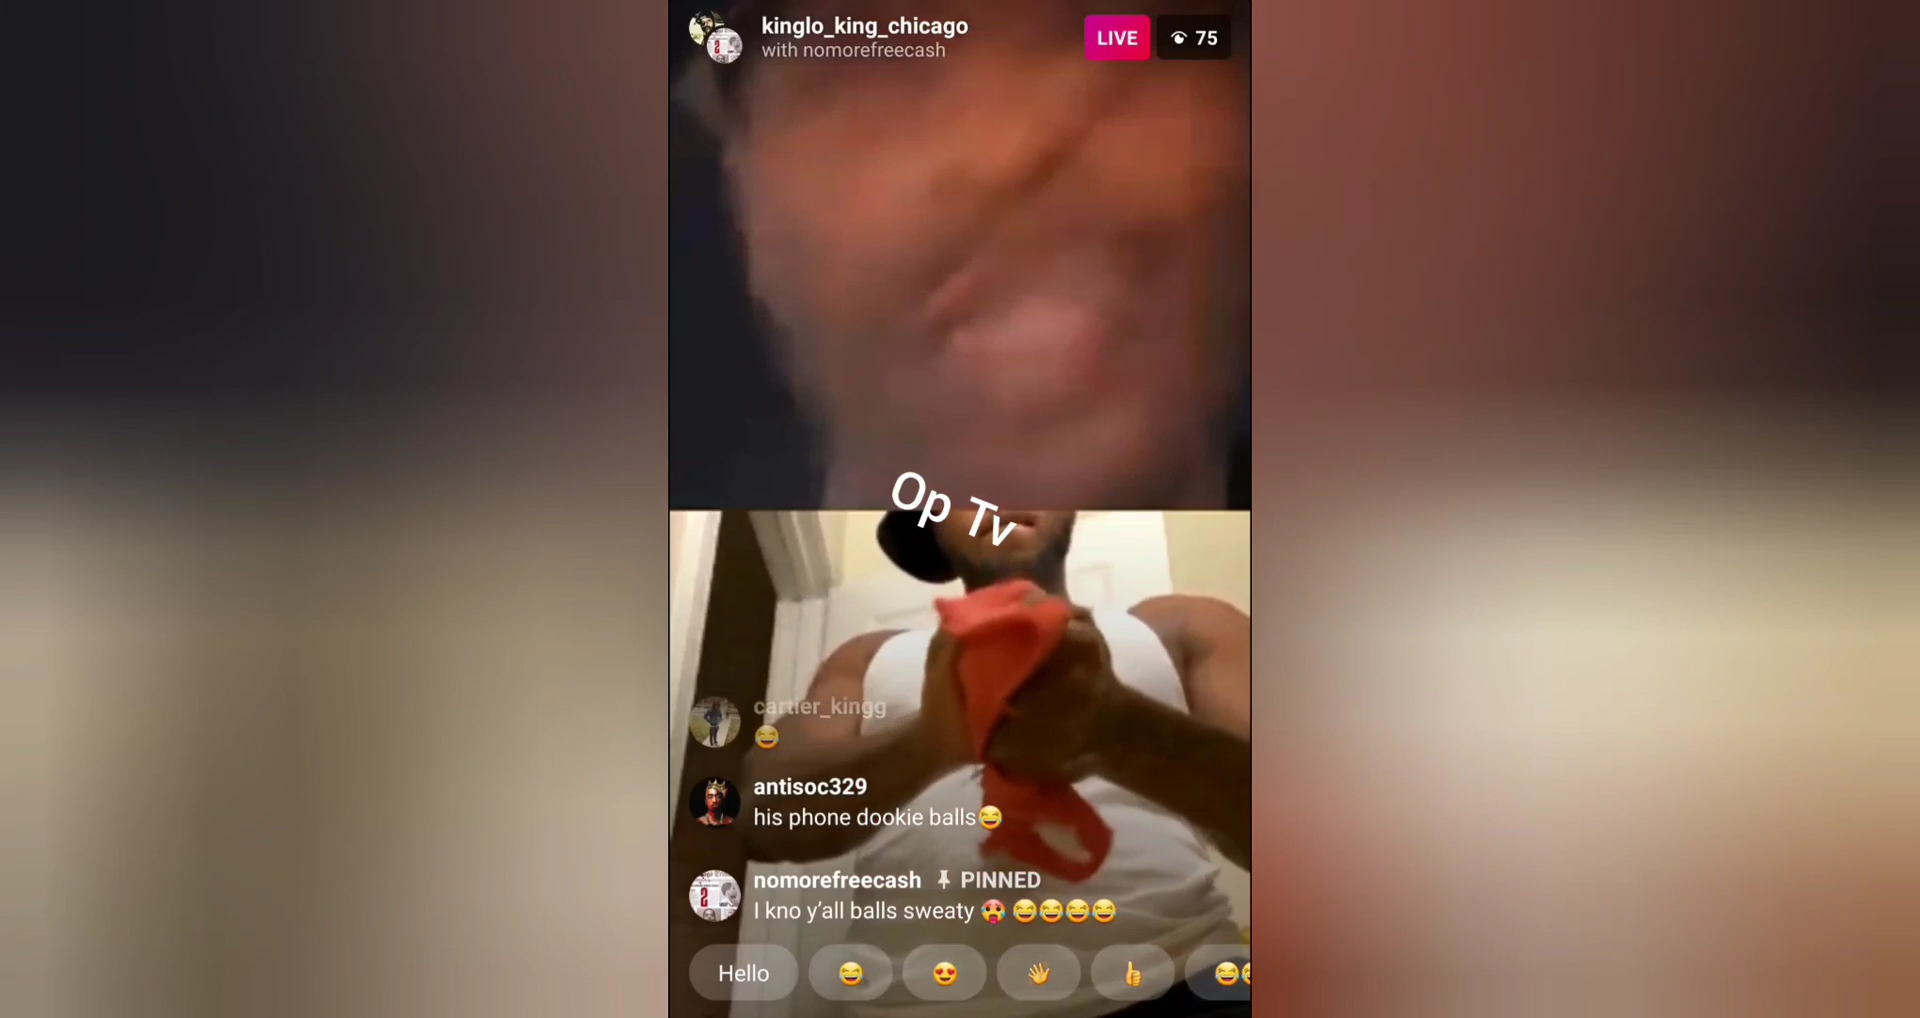 kinglo_king_chicago
with nomorefreecash
LIVE
75
Op Tv
cartier_kingg
😂
antisoc329
his phone dookie balls😂
nomorefreecash PINNED
I kno y'all balls sweaty 🥵 😂😂😂😂
Hello 😂 😍 👋 👍 😂